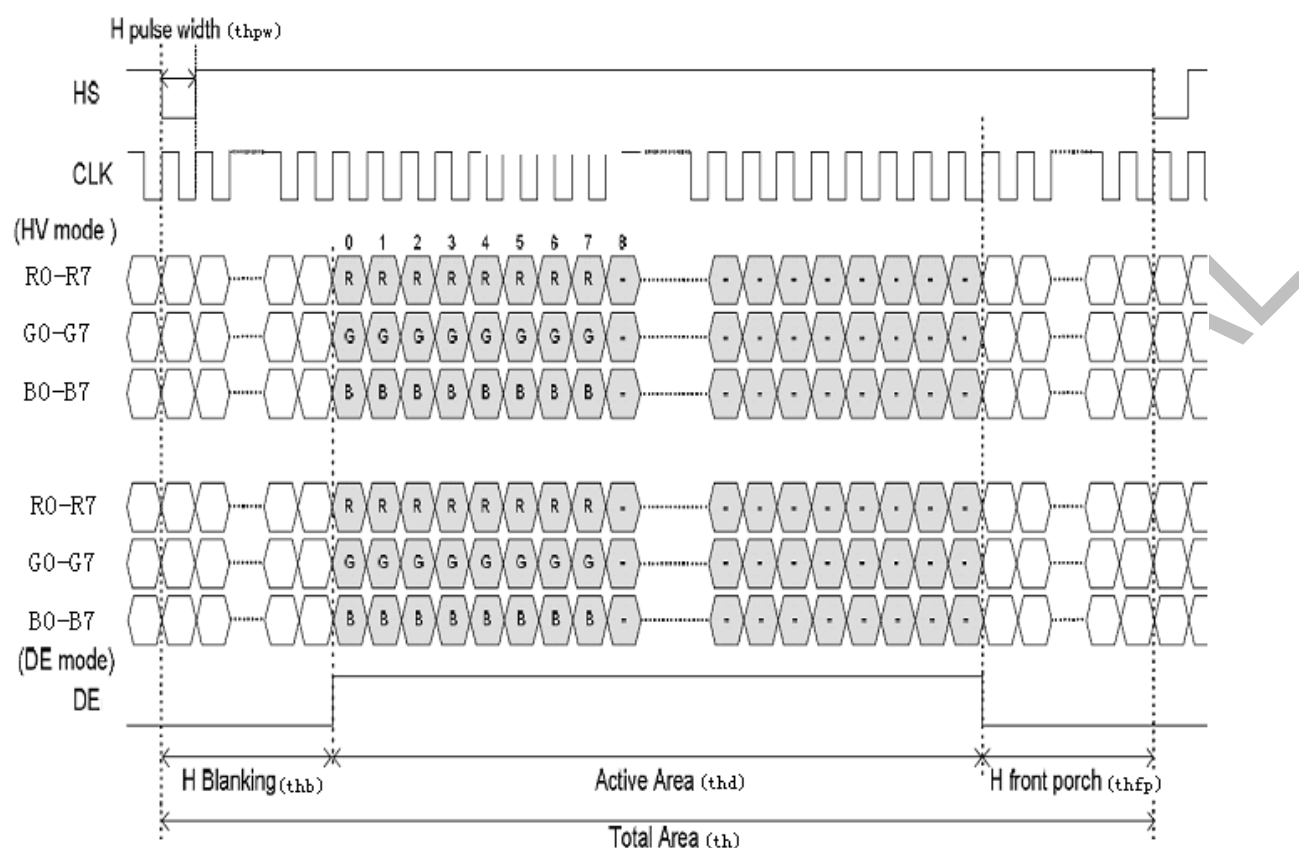 H pulse width (thpw)
HS
CLK
(HV mode )
0 1 2 3 4 5 6 7 8
R0-R7 R R R R R R R R - - - - - - - - -
G0-G7 G G G G G G G G - - - - - - - - -
B0-B7 B B B B B B B B - - - - - - - - -
R0-R7 R R R R R R R R - - - - - - - - -
G0-G7 G G G G G G G G - - - - - - - - -
B0-B7 B B B B B B B B - - - - - - - - -
(DE mode)
DE
H Blanking (thb) Active Area (thd) H front porch (thfp)
Total Area (th)